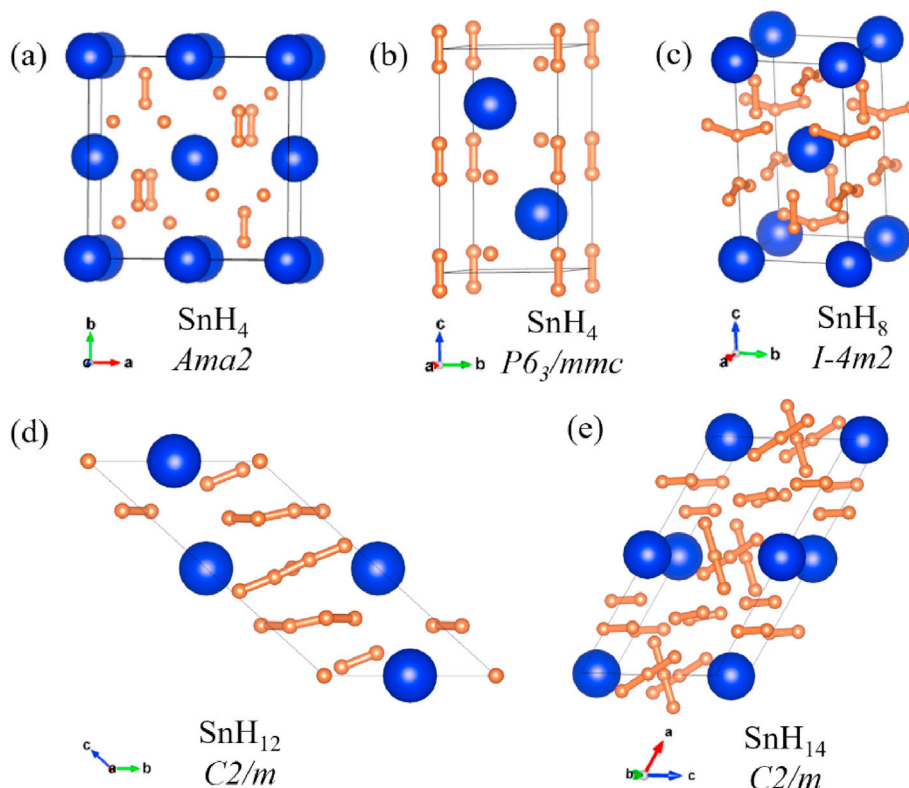 (a)
(b)
(c)
b
a
SnH₄
Ama2
c
a
b
SnH₄
P6₃/mmc
c
a
b
SnH₈
I-4m2
(d)
(e)
c
a
b
SnH₁₂
C2/m
a
b
c
SnH₁₄
C2/m